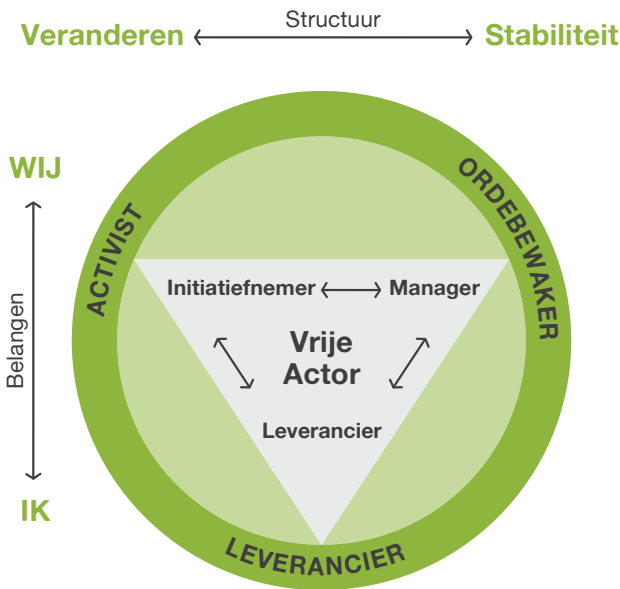 Structuur
Veranderen
Stabiliteit
WIJ
Belangen
IK
ACTIVIST
ORDEBEWAKER
Initiatiefnemer
Manager
Vrije
Actor
Leverancier
LEVERANCIER